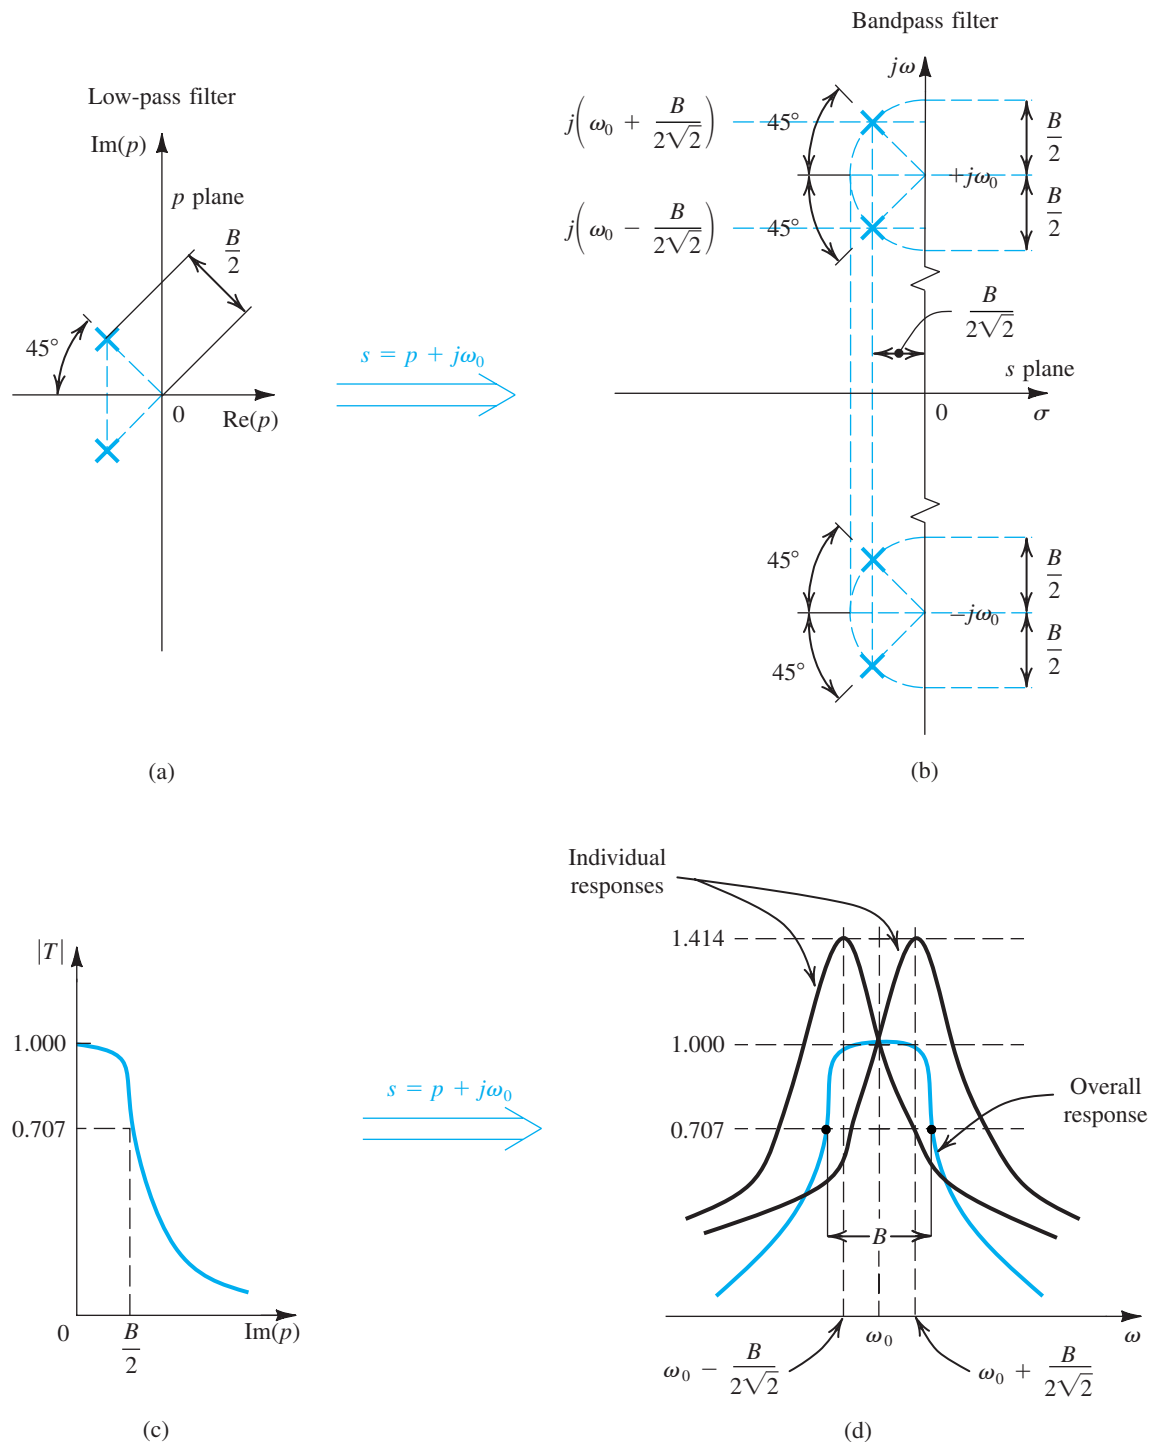 Low-pass filter
Im(p)
p plane
B/2
45°
0
Re(p)
(a)
s = p + jω₀
Bandpass filter
jω
j(ω₀ + B/(2√2))
45°
+jω₀
B/2
j(ω₀ − B/(2√2))
45°
B/2
B/(2√2)
s plane
0
σ
45°
B/2
−jω₀
45°
B/2
(b)
|T|
1.000
0.707
0
B/2
Im(p)
(c)
s = p + jω₀
Individual
responses
1.414
1.000
0.707
Overall
response
B
ω₀
ω
ω₀ − B/(2√2)
ω₀ + B/(2√2)
(d)